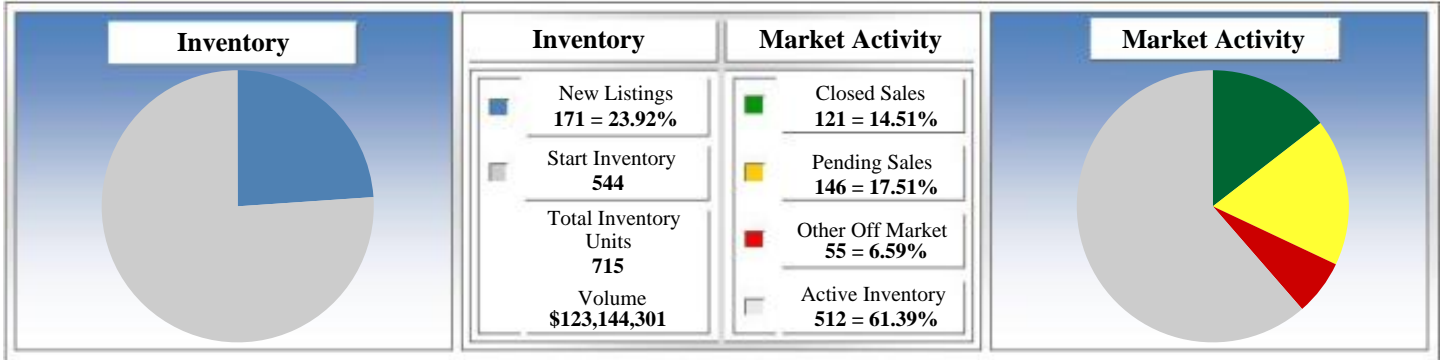 Inventory
Inventory
Market Activity
New Listings
171 = 23.92%
Start Inventory
544
Total Inventory
Units
715
Volume
$123,144,301
Closed Sales
121 = 14.51%
Pending Sales
146 = 17.51%
Other Off Market
55 = 6.59%
Active Inventory
512 = 61.39%
Market Activity